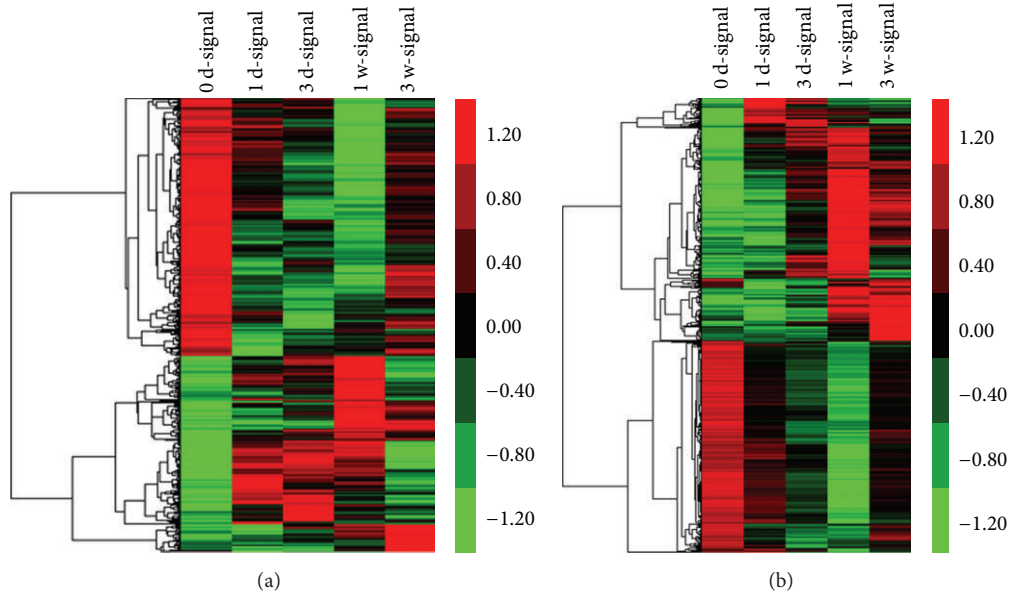 0 d-signal
1 d-signal
3 d-signal
1 w-signal
3 w-signal
1.20
0.80
0.40
0.00
−0.40
−0.80
−1.20
(a)
0 d-signal
1 d-signal
3 d-signal
1 w-signal
3 w-signal
1.20
0.80
0.40
0.00
−0.40
−0.80
−1.20
(b)